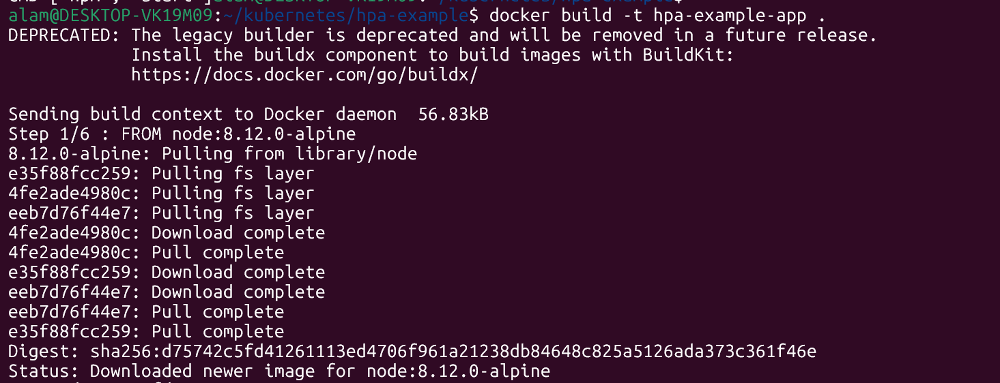 alam@DESKTOP-VK19M09:~/kubernetes/hpa-example$ docker build -t hpa-example-app .
DEPRECATED: The legacy builder is deprecated and will be removed in a future release.
            Install the buildx component to build images with BuildKit:
            https://docs.docker.com/go/buildx/

Sending build context to Docker daemon  56.83kB
Step 1/6 : FROM node:8.12.0-alpine
8.12.0-alpine: Pulling from library/node
e35f88fcc259: Pulling fs layer
4fe2ade4980c: Pulling fs layer
eeb7d76f44e7: Pulling fs layer
4fe2ade4980c: Download complete
4fe2ade4980c: Pull complete
e35f88fcc259: Download complete
eeb7d76f44e7: Download complete
eeb7d76f44e7: Pull complete
e35f88fcc259: Pull complete
Digest: sha256:d75742c5fd41261113ed4706f961a21238db84648c825a5126ada373c361f46e
Status: Downloaded newer image for node:8.12.0-alpine